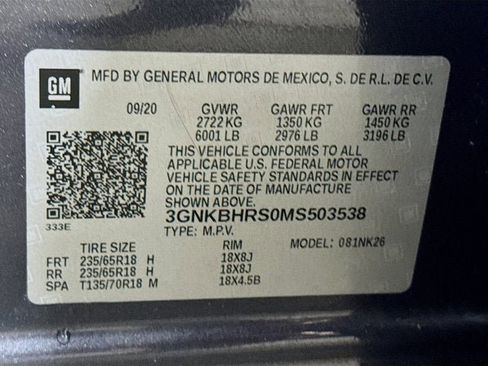 GM
MFD BY GENERAL MOTORS DE MEXICO, S. DE R.L. DE C.V.
09/20 GVWR GAWR FRT GAWR RR
2722 KG 1350 KG 1450 KG
6001 LB 2976 LB 3196 LB
THIS VEHICLE CONFORMS TO ALL
APPLICABLE U.S. FEDERAL MOTOR
VEHICLE SAFETY STANDARDS IN EFFECT
ON THE DATE OF MANUFACTURE
SHOWN ABOVE.
333E 3GNKBHRS0MS503538
TYPE: M.P.V.
TIRE SIZE RIM MODEL: 081NK26
FRT 235/65R18 H 18X8J
RR 235/65R18 H 18X8J
SPA T135/70R18 M 18X4.5B